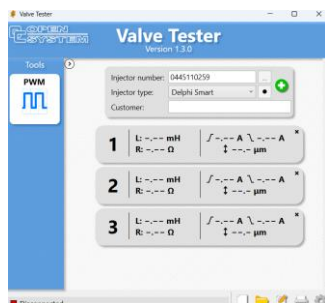 Valve Tester
OPEN SYSTEM
Valve Tester
Version 1.3.0
Tools
PWM
Injector number: 0445110259 ...
Injector type: Delphi Smart
Customer:
1 L: -.-- mH -.-- A -.-- A
R: -.-- Ω --.- µm
2 L: -.-- mH -.-- A -.-- A
R: -.-- Ω --.- µm
3 L: -.-- mH -.-- A -.-- A
R: -.-- Ω --.- µm